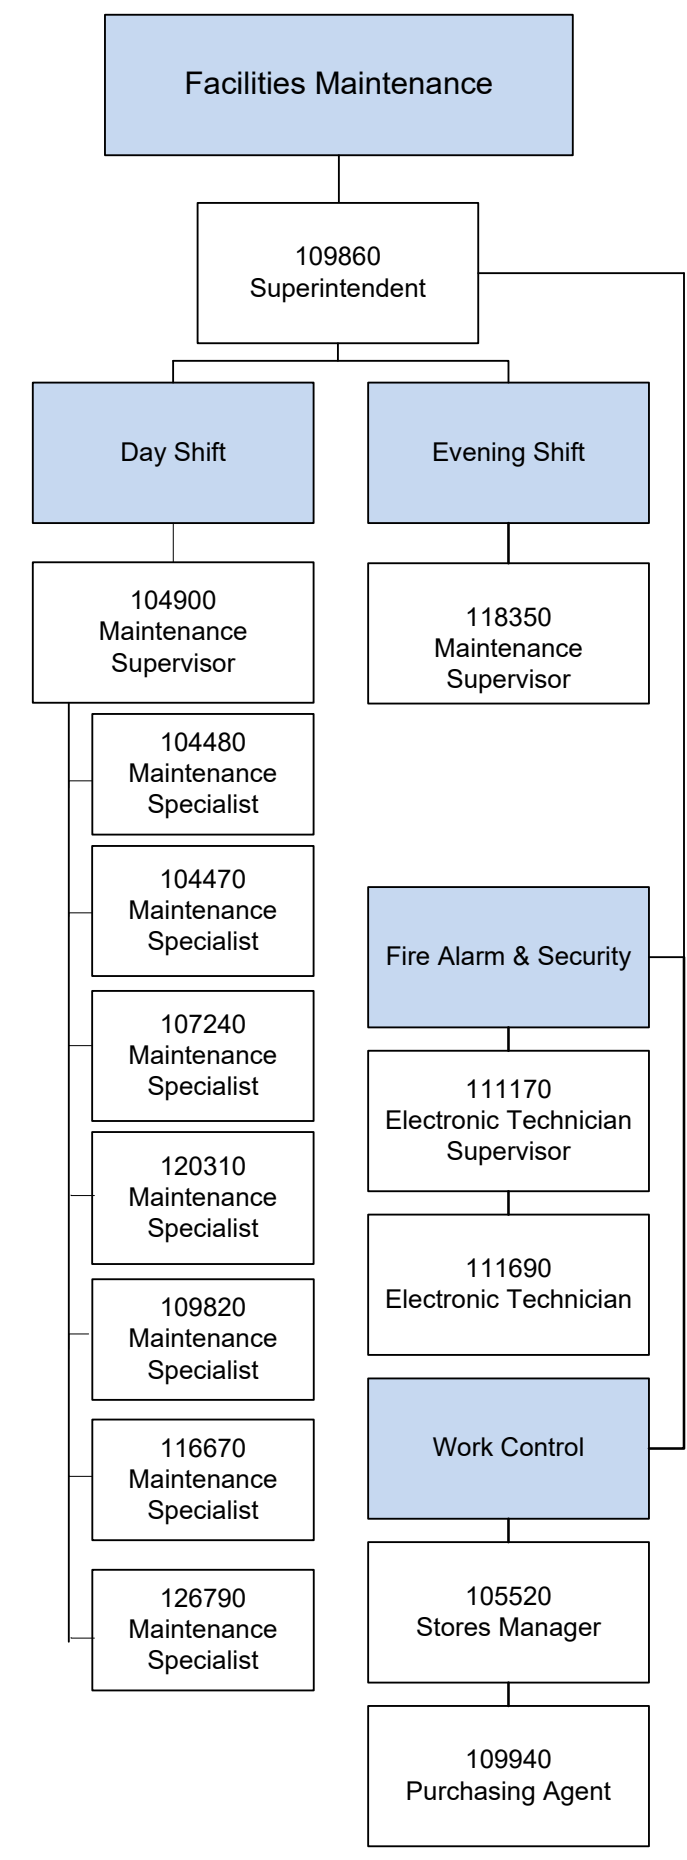 Facilities Maintenance
109860
Superintendent
Day Shift
104900
Maintenance
Supervisor
104480
Maintenance
Specialist
104470
Maintenance
Specialist
107240
Maintenance
Specialist
120310
Maintenance
Specialist
109820
Maintenance
Specialist
116670
Maintenance
Specialist
126790
Maintenance
Specialist
Evening Shift
118350
Maintenance
Supervisor
Fire Alarm & Security
111170
Electronic Technician
Supervisor
111690
Electronic Technician
Work Control
105520
Stores Manager
109940
Purchasing Agent